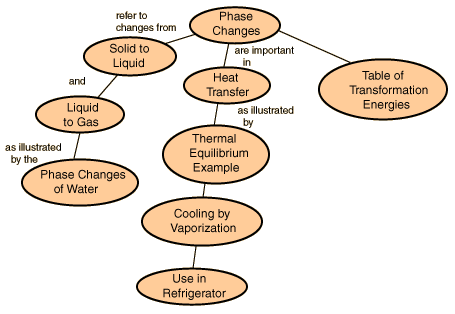 Phase
Changes
refer to
changes from
Solid to
Liquid
and
Liquid
to Gas
as illustrated
by the
Phase Changes
of Water
are important
in
Heat
Transfer
as illustrated
by
Thermal
Equilibrium
Example
Cooling by
Vaporization
Use in
Refrigerator
Table of
Transformation
Energies